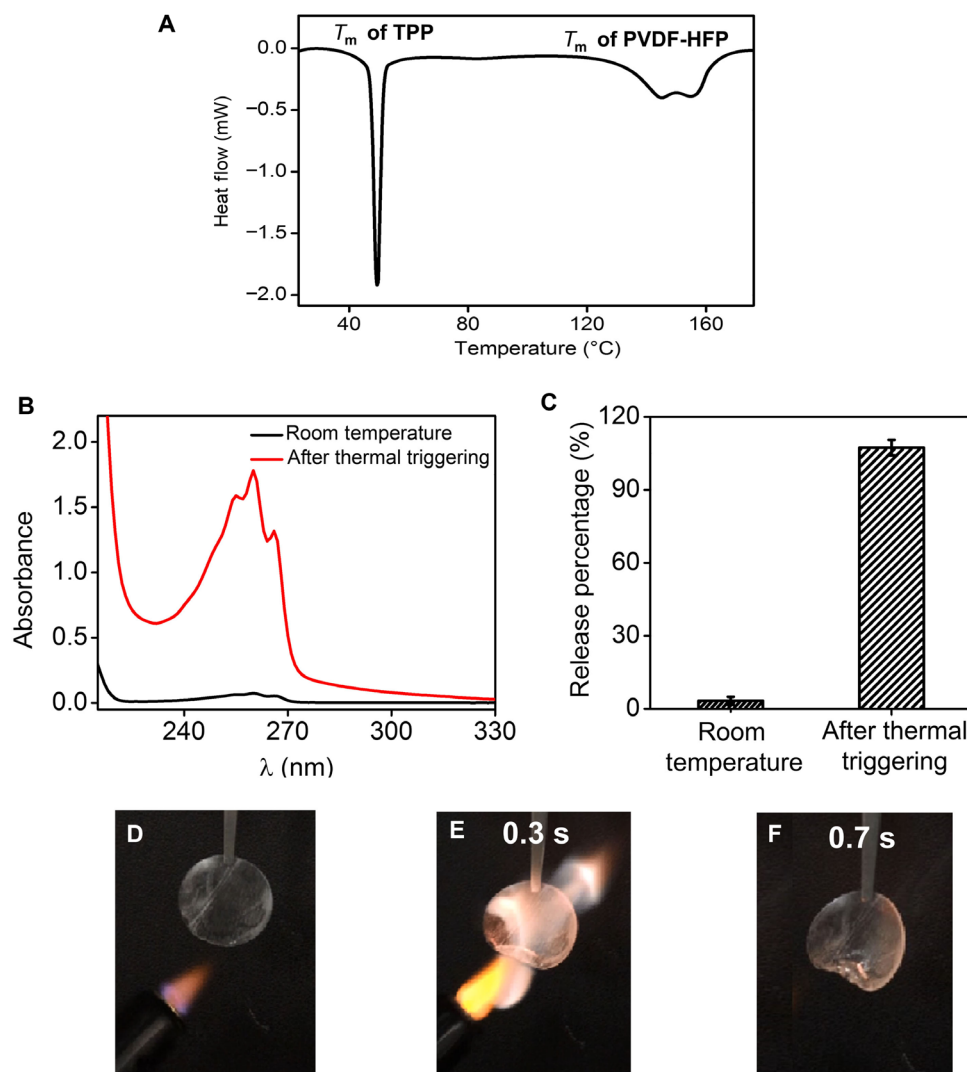 A
Tm of TPP
Tm of PVDF-HFP
0.0
−0.5
−1.0
−1.5
−2.0
Heat flow (mW)
40
80
120
160
Temperature (°C)
B
Room temperature
After thermal triggering
2.0
1.5
1.0
0.5
0.0
Absorbance
240
270
300
330
λ (nm)
C
120
90
60
30
0
Release percentage (%)
Room
temperature
After thermal
triggering
D
E
0.3 s
F
0.7 s